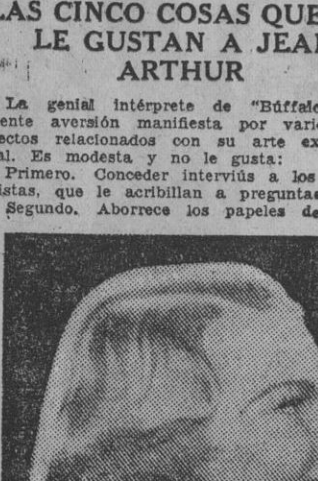 LAS CINCO COSAS QUE
LE GUSTAN A JEAN
ARTHUR
La genial intérprete de "Búffalo
ente aversión manifiesta por vario
ectos relacionados con su arte ex
al. Es modesta y no le gusta:
Primero. Conceder interviús a los
istas, que le acribillan a preguntas
Segundo. Aborrece los papeles de